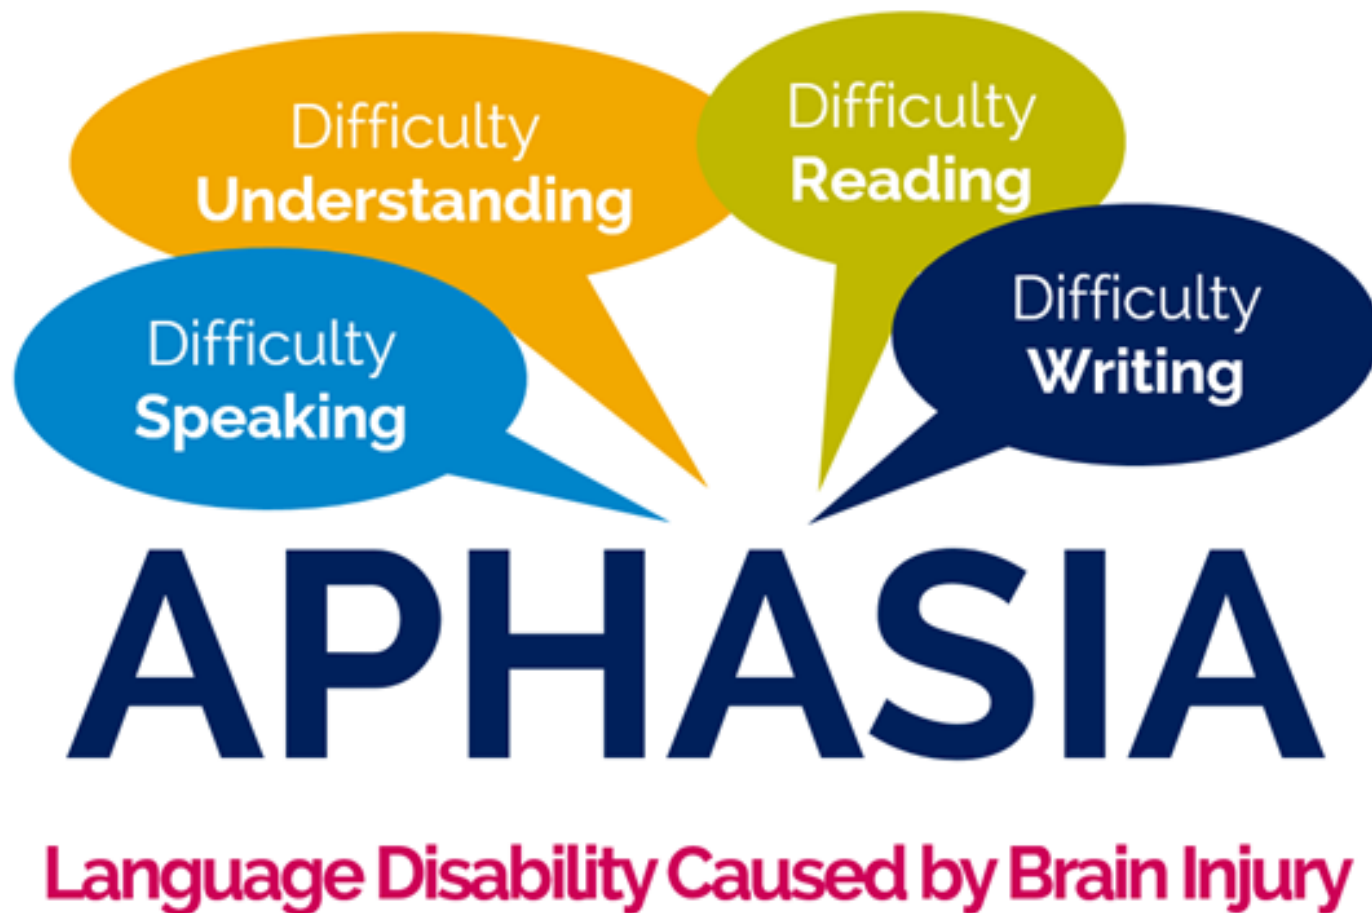 Difficulty
Understanding
Difficulty
Reading
Difficulty
Speaking
Difficulty
Writing
APHASIA
Language Disability Caused by Brain Injury